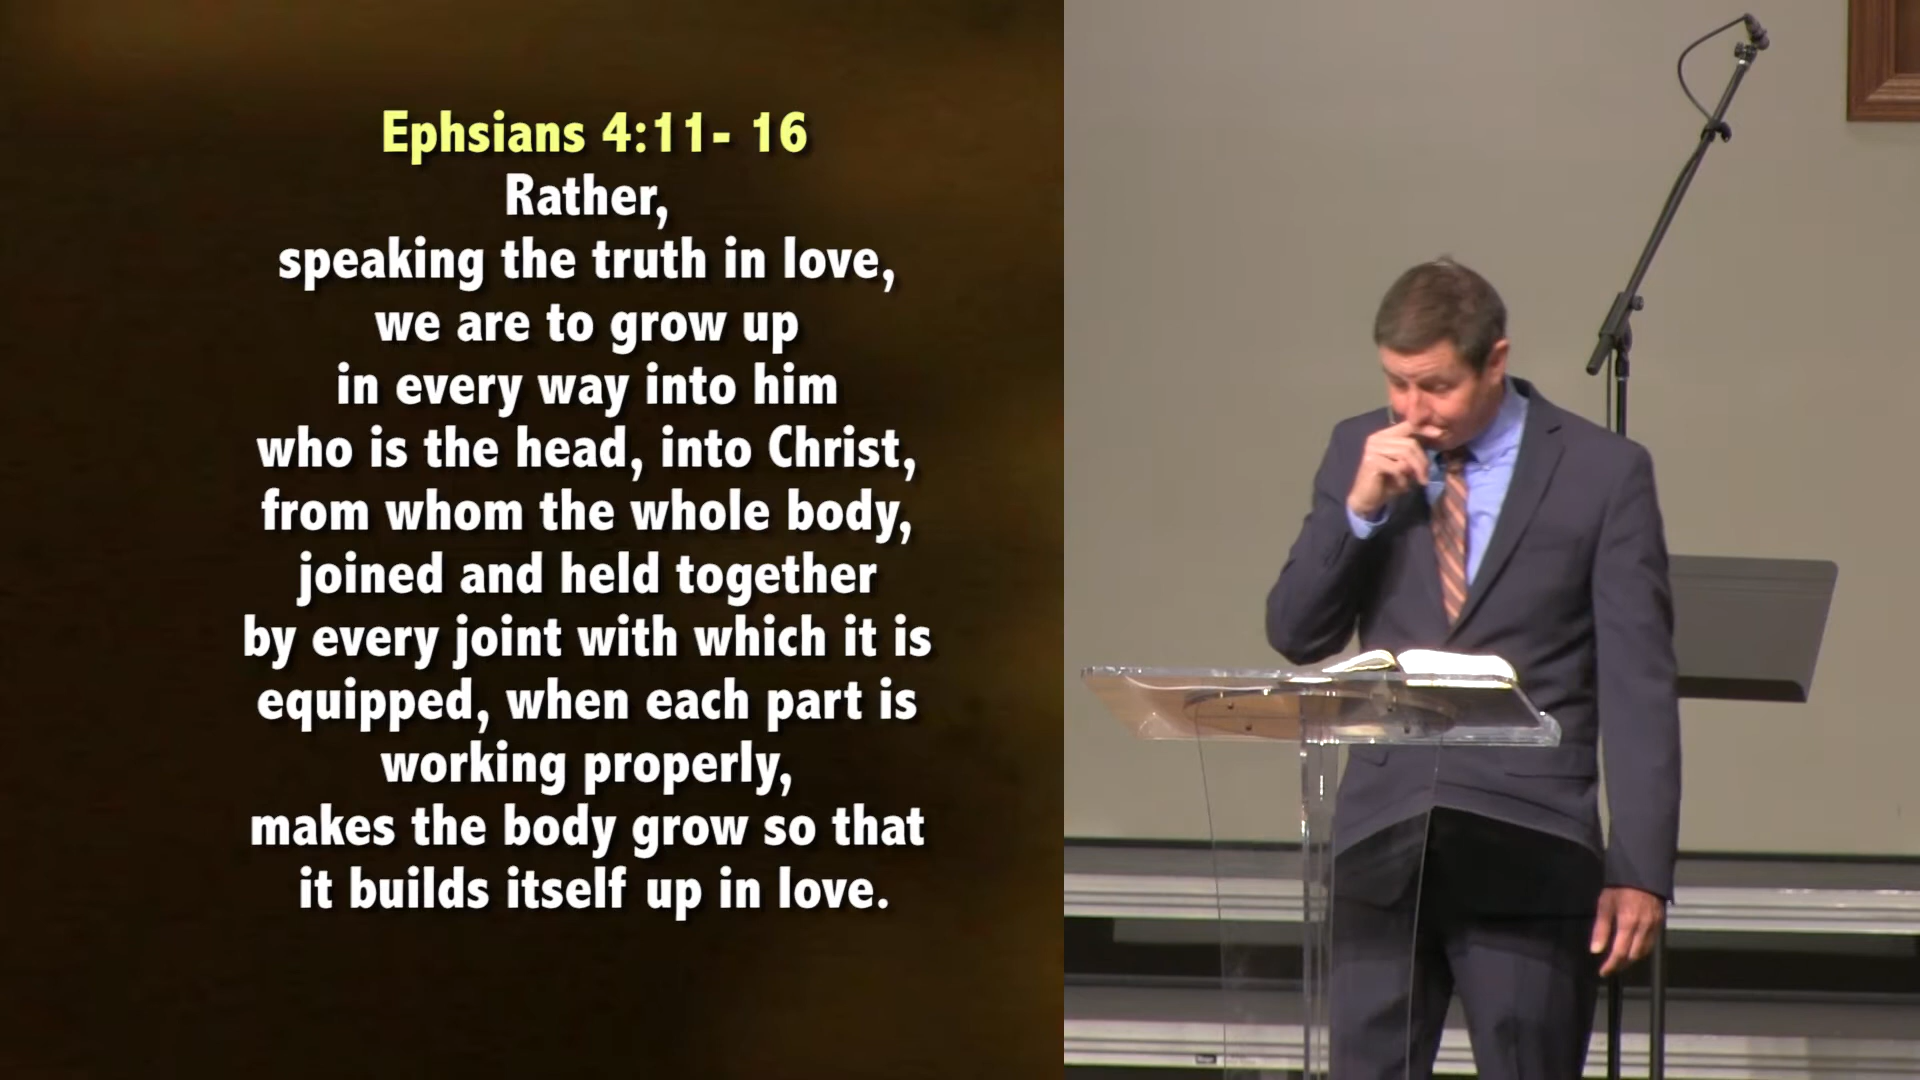 Ephsians 4:11- 16
Rather,
speaking the truth in love,
we are to grow up
in every way into him
who is the head, into Christ,
from whom the whole body,
joined and held together
by every joint with which it is
equipped, when each part is
working properly,
makes the body grow so that
it builds itself up in love.